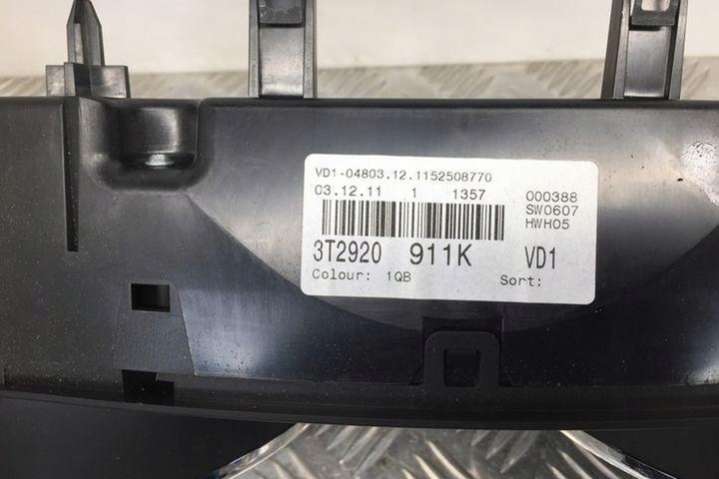 VD1-04803.12.1152508770
03.12.11 1 1357 000388
SW0607
HWH05
3T2920 911K VD1
Colour: 1QB Sort: